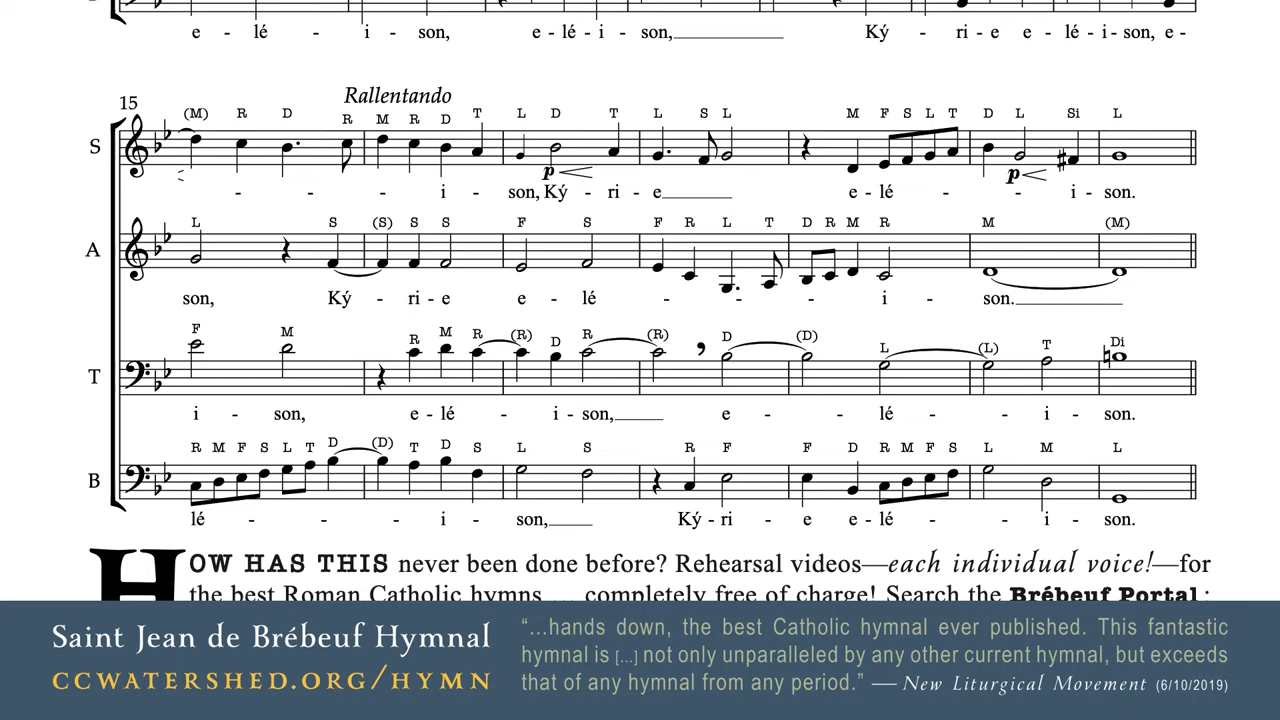 e - lé - i - son, e - lé - i - son, Ký - ri - e e - lé - i - son, e -
Rallentando
15
(M) R D R M R D T L D T L S L M F S L T D L Si L
S
p p
- - - i - son, Ký - ri - e e - lé - - i - son.
L S (S) S S F S F R L T D R M R M (M)
A
son, Ký - ri - e e - lé - - - i - son.
F M R M R (R) D R (R) D (D) L (L) T Di
T
i - son, e - lé - i - son, e - lé - i - son.
R M F S L T D (D) T D S L S R F F D R M F S L M L
B
lé - - - i - son, Ký - ri - e e - lé - - i - son.
HOW HAS THIS never been done before? Rehearsal videos—each individual voice!—for
the best Roman Catholic hymns ... completely free of charge! Search the Brébeuf Portal:
Saint Jean de Brébeuf Hymnal
CCWATERSHED.ORG/HYMN
“...hands down, the best Catholic hymnal ever published. This fantastic
hymnal is [...] not only unparalleled by any other current hymnal, but exceeds
that of any hymnal from any period.” — New Liturgical Movement (6/10/2019)